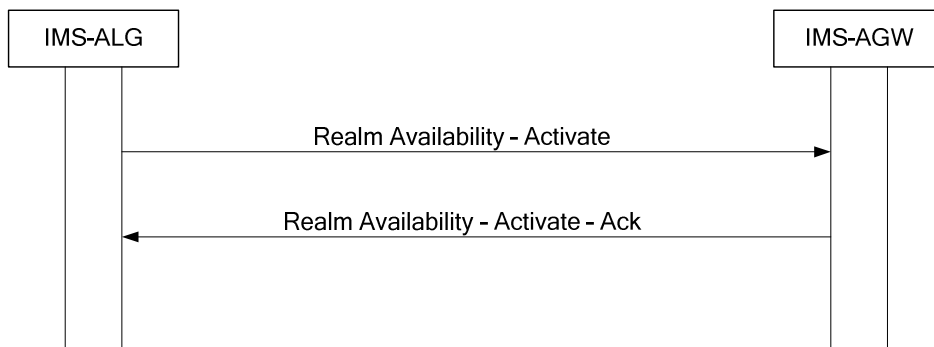 IMS-ALG
IMS-AGW
Realm Availability - Activate
Realm Availability - Activate - Ack